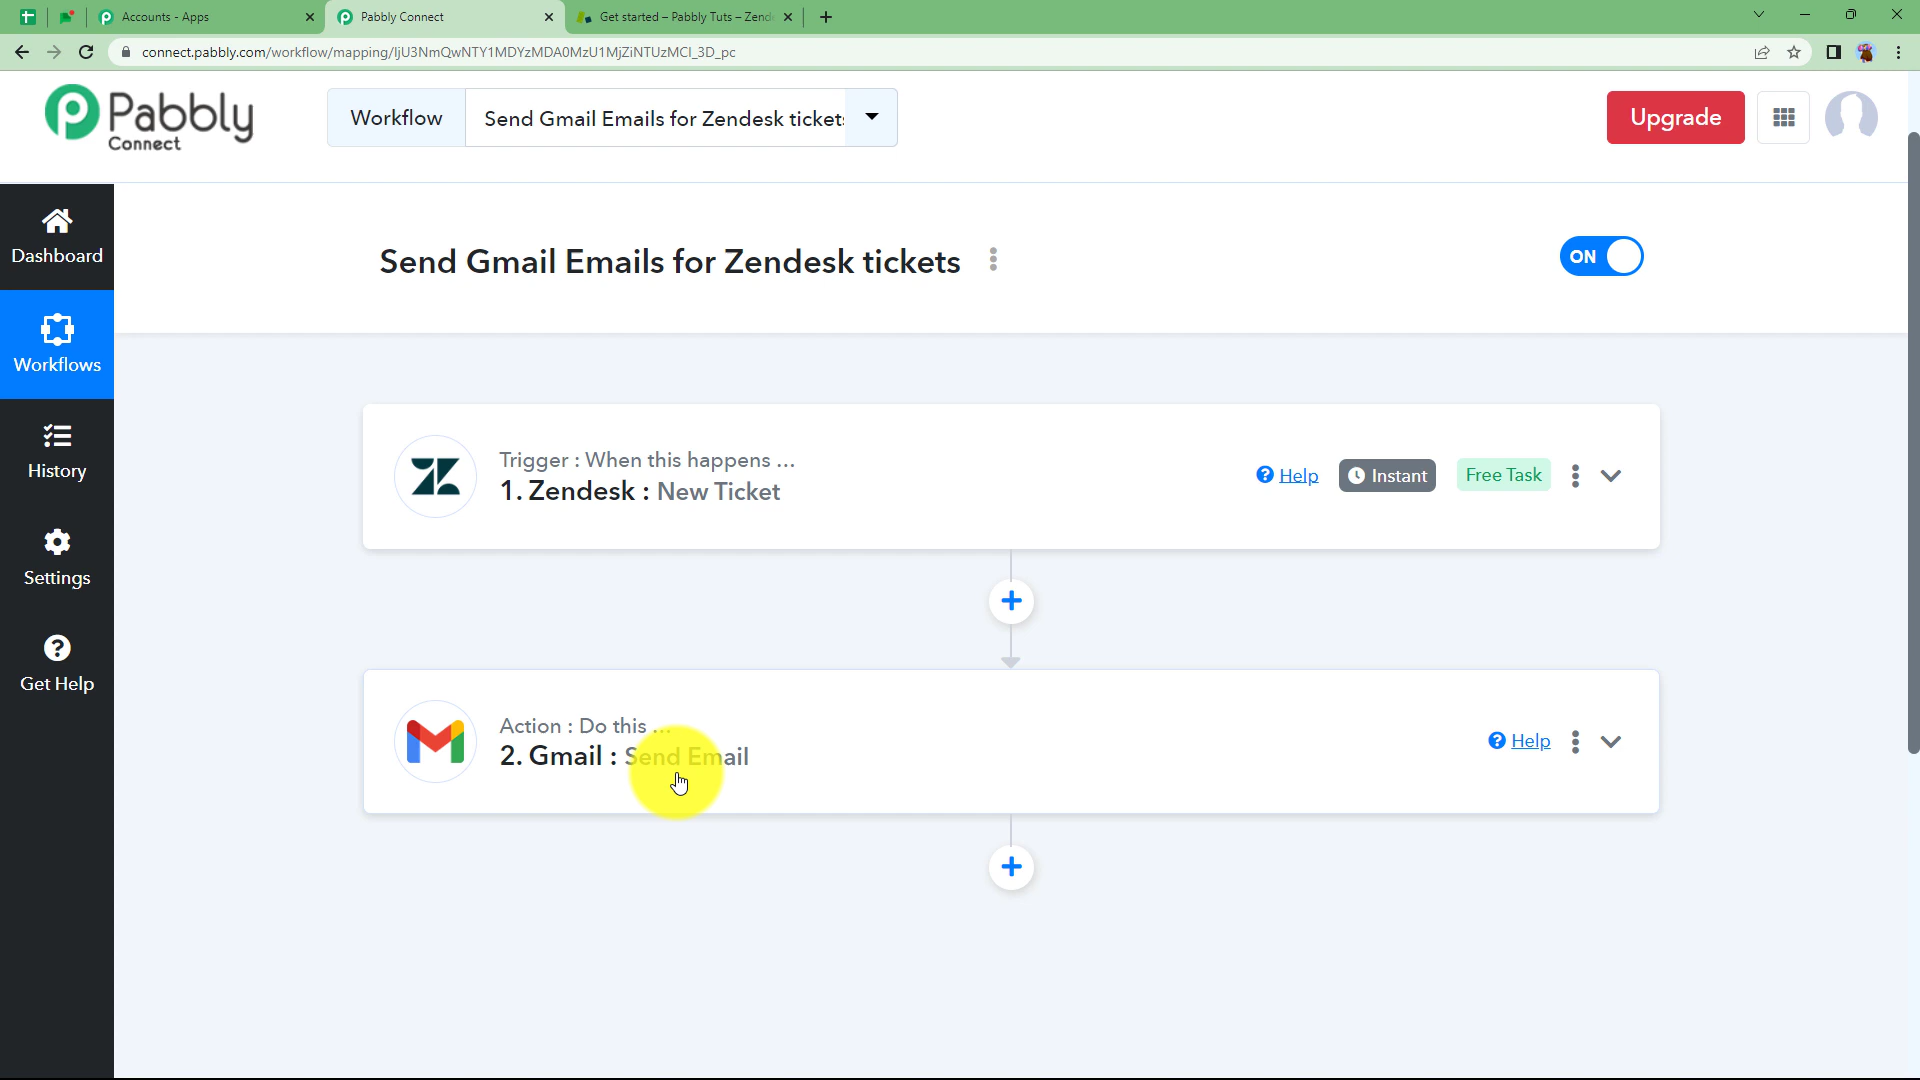 Accounts - Apps
Pabbly Connect
Get started – Pabbly Tuts – Zend
connect.pabbly.com/workflow/mapping/IjU3NmQwNTY1MDYzMDA0MzU1MjZiNTUzMCI_3D_pc
Pabbly
Connect
Workflow
Send Gmail Emails for Zendesk tickets
Upgrade
Dashboard
Workflows
History
Settings
Get Help
Send Gmail Emails for Zendesk tickets
ON
Trigger : When this happens ...
1. Zendesk : New Ticket
Help
Instant
Free Task
Action : Do this ...
2. Gmail : Send Email
Help